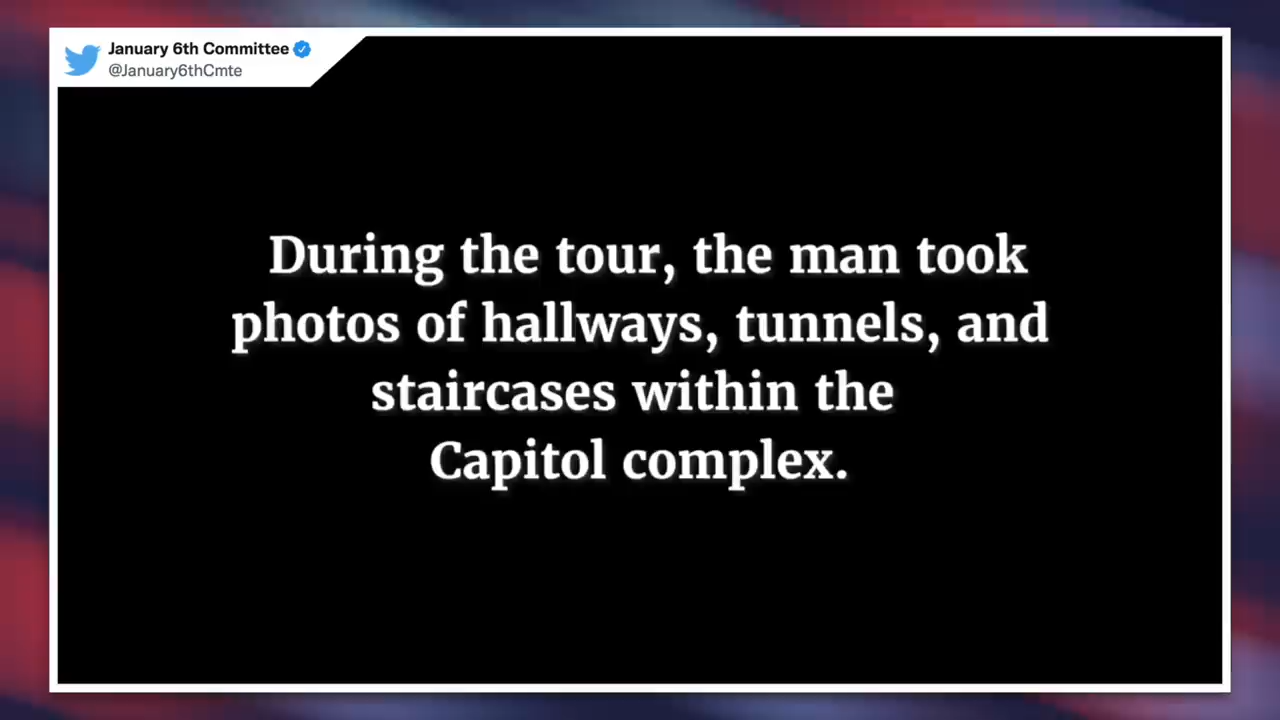 January 6th Committee
@January6thCmte
During the tour, the man took
photos of hallways, tunnels, and
staircases within the
Capitol complex.